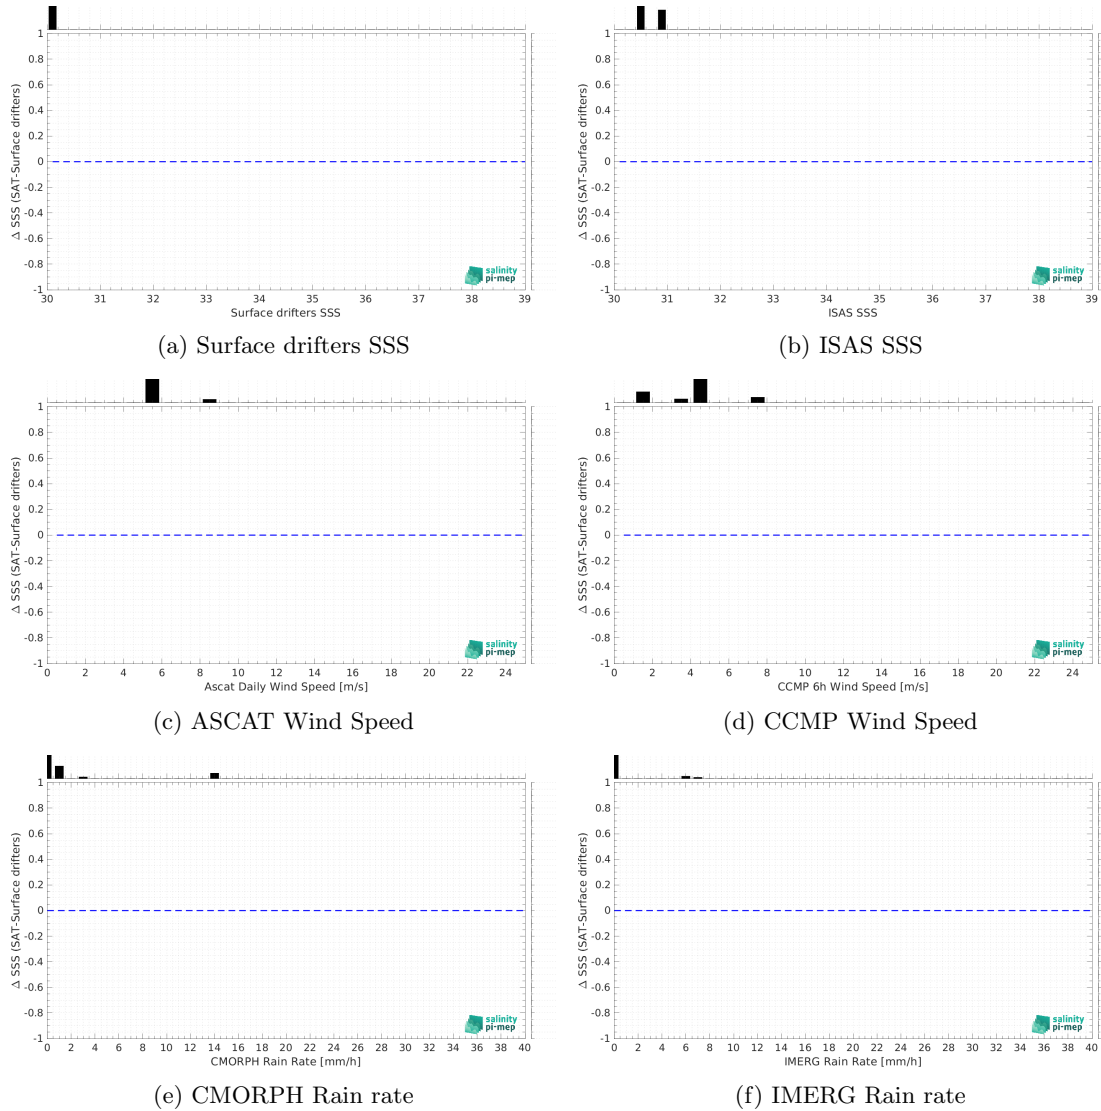 1
0.8
0.6
0.4
0.2
0
-0.2
-0.4
-0.6
-0.8
-1
Δ SSS (SAT-Surface drifters)
salinity
pi-mep
30 31 32 33 34 35 36 37 38 39
Surface drifters SSS
(a) Surface drifters SSS
1
0.8
0.6
0.4
0.2
0
-0.2
-0.4
-0.6
-0.8
-1
Δ SSS (SAT-Surface drifters)
salinity
pi-mep
30 31 32 33 34 35 36 37 38 39
ISAS SSS
(b) ISAS SSS
1
0.8
0.6
0.4
0.2
0
-0.2
-0.4
-0.6
-0.8
-1
Δ SSS (SAT-Surface drifters)
salinity
pi-mep
0 2 4 6 8 10 12 14 16 18 20 22 24
Ascat Daily Wind Speed [m/s]
(c) ASCAT Wind Speed
1
0.8
0.6
0.4
0.2
0
-0.2
-0.4
-0.6
-0.8
-1
Δ SSS (SAT-Surface drifters)
salinity
pi-mep
0 2 4 6 8 10 12 14 16 18 20 22 24
CCMP 6h Wind Speed [m/s]
(d) CCMP Wind Speed
1
0.8
0.6
0.4
0.2
0
-0.2
-0.4
-0.6
-0.8
-1
Δ SSS (SAT-Surface drifters)
salinity
pi-mep
0 2 4 6 8 10 12 14 16 18 20 22 24 26 28 30 32 34 36 38 40
CMORPH Rain Rate [mm/h]
(e) CMORPH Rain rate
1
0.8
0.6
0.4
0.2
0
-0.2
-0.4
-0.6
-0.8
-1
Δ SSS (SAT-Surface drifters)
salinity
pi-mep
0 2 4 6 8 10 12 14 16 18 20 22 24 26 28 30 32 34 36 38 40
IMERG Rain Rate [mm/h]
(f) IMERG Rain rate